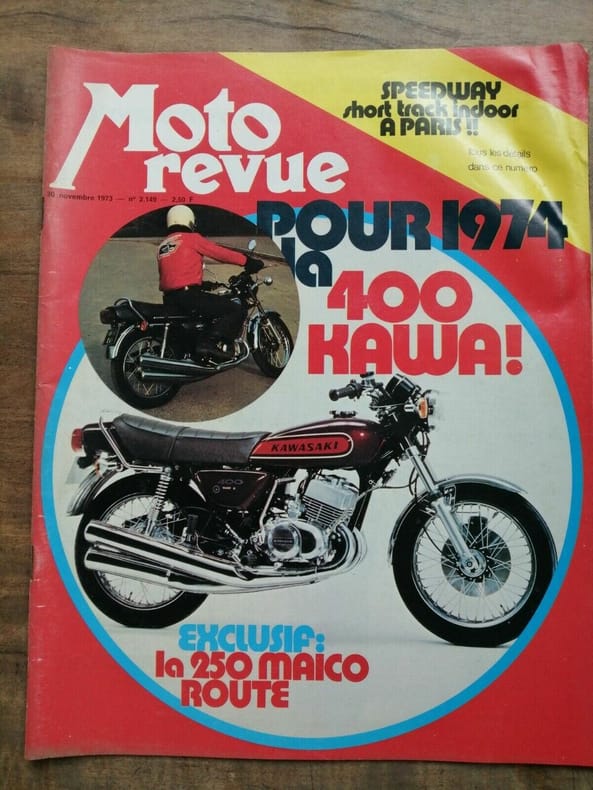 SPEEDWAY
short track indoor
A PARIS !!
tous les détails
dans ce numéro
Moto
revue
novembre 1973 — n° 2.149 — 2,50 F
POUR 1974
la
400
KAWA!
KAWASAKI
400
EXCLUSIF:
la 250 MAICO
ROUTE